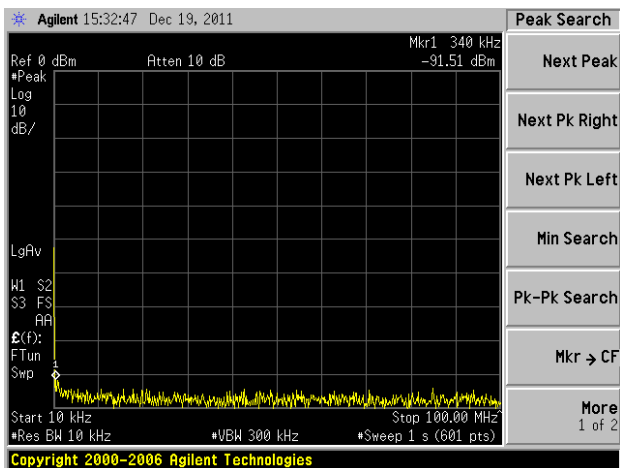 Agilent 15:32:47 Dec 19, 2011
Peak Search
Mkr1 340 kHz
Ref 0 dBm Atten 10 dB -91.51 dBm
#Peak
Log
10
dB/
LgAv
W1 S2
S3 FS
AA
£(f):
FTun
Swp
1
Start 10 kHz Stop 100.00 MHz
#Res BW 10 kHz #VBW 300 kHz #Sweep 1 s (601 pts)
Copyright 2000-2006 Agilent Technologies
Next Peak
Next Pk Right
Next Pk Left
Min Search
Pk-Pk Search
Mkr → CF
More
1 of 2